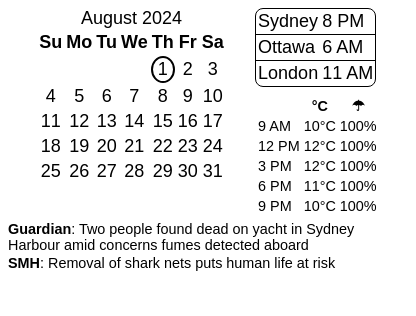 August 2024
Su Mo Tu We Th Fr Sa
1 2 3
4 5 6 7 8 9 10
11 12 13 14 15 16 17
18 19 20 21 22 23 24
25 26 27 28 29 30 31
Sydney 8 PM
Ottawa 6 AM
London 11 AM
°C ☂
9 AM 10°C 100%
12 PM 12°C 100%
3 PM 12°C 100%
6 PM 11°C 100%
9 PM 10°C 100%
Guardian: Two people found dead on yacht in Sydney
Harbour amid concerns fumes detected aboard
SMH: Removal of shark nets puts human life at risk